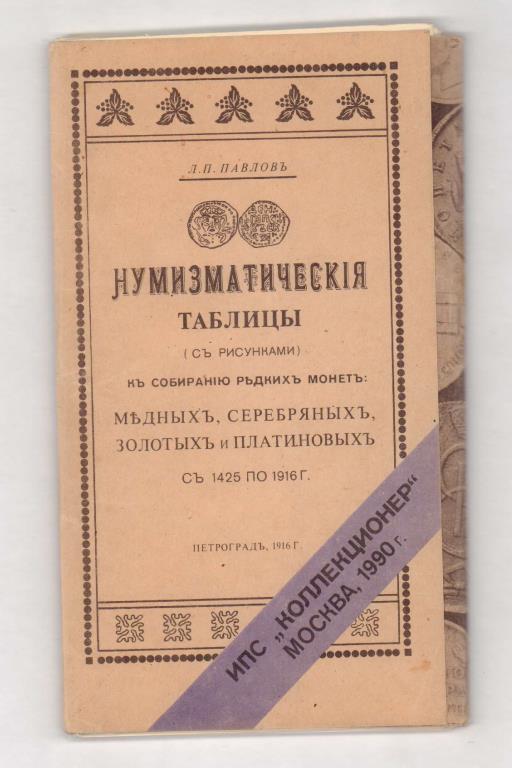 Л.П. ПАВЛОВЪ
НУМИЗМАТИЧЕСКІЯ
ТАБЛИЦЫ
(СЪ РИСУНКАМИ)
КЪ СОБИРАНІЮ РѢДКИХЪ МОНЕТЪ:
МѢДНЫХЪ, СЕРЕБРЯНЫХЪ,
ЗОЛОТЫХЪ и ПЛАТИНОВЫХЪ
СЪ 1425 ПО 1916 Г.
ПЕТРОГРАДЪ, 1916 Г.
ИПС „КОЛЛЕКЦИОНЕР“
МОСКВА, 1990 г.